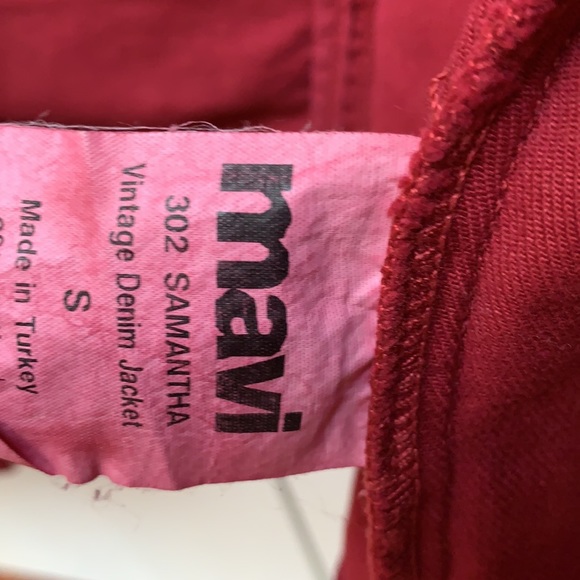 mavi
302 SAMANTHA
Vintage Denim Jacket
S
Made in Turkey